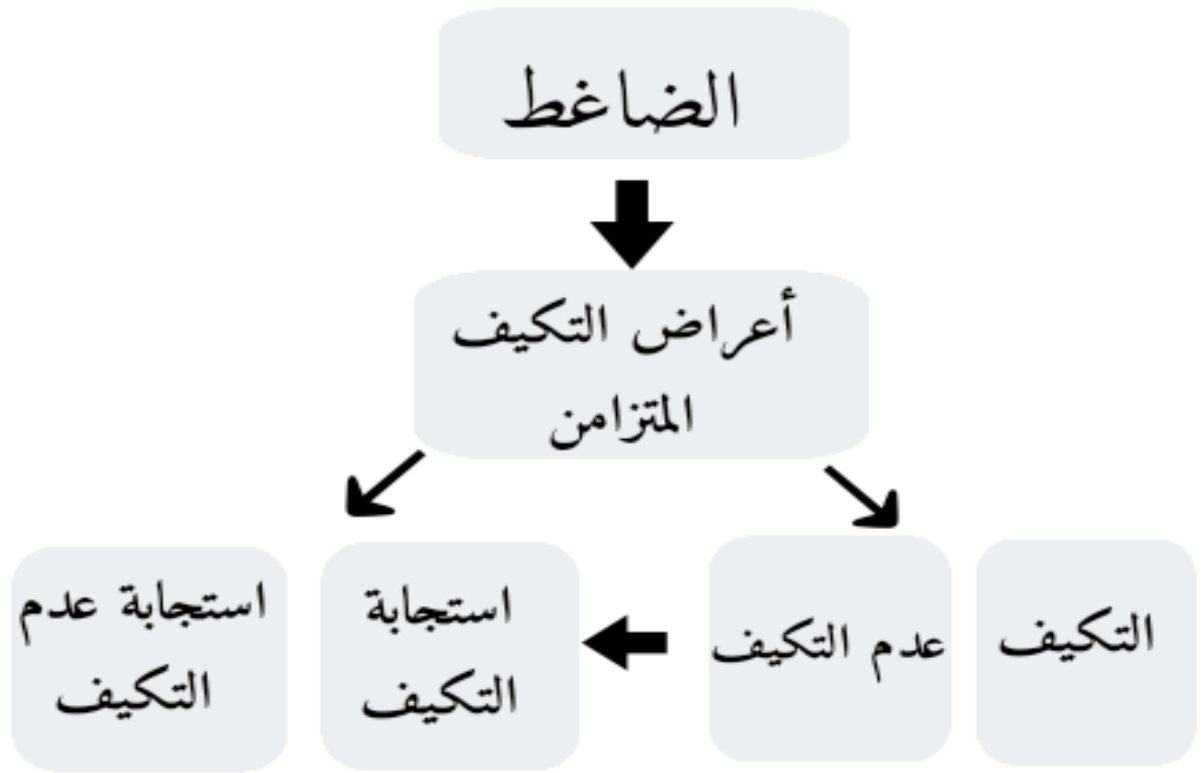 الضاغط
أعراض التكيف
المتزامن
التكيف
عدم التكيف
استجابة
التكيف
استجابة عدم
التكيف